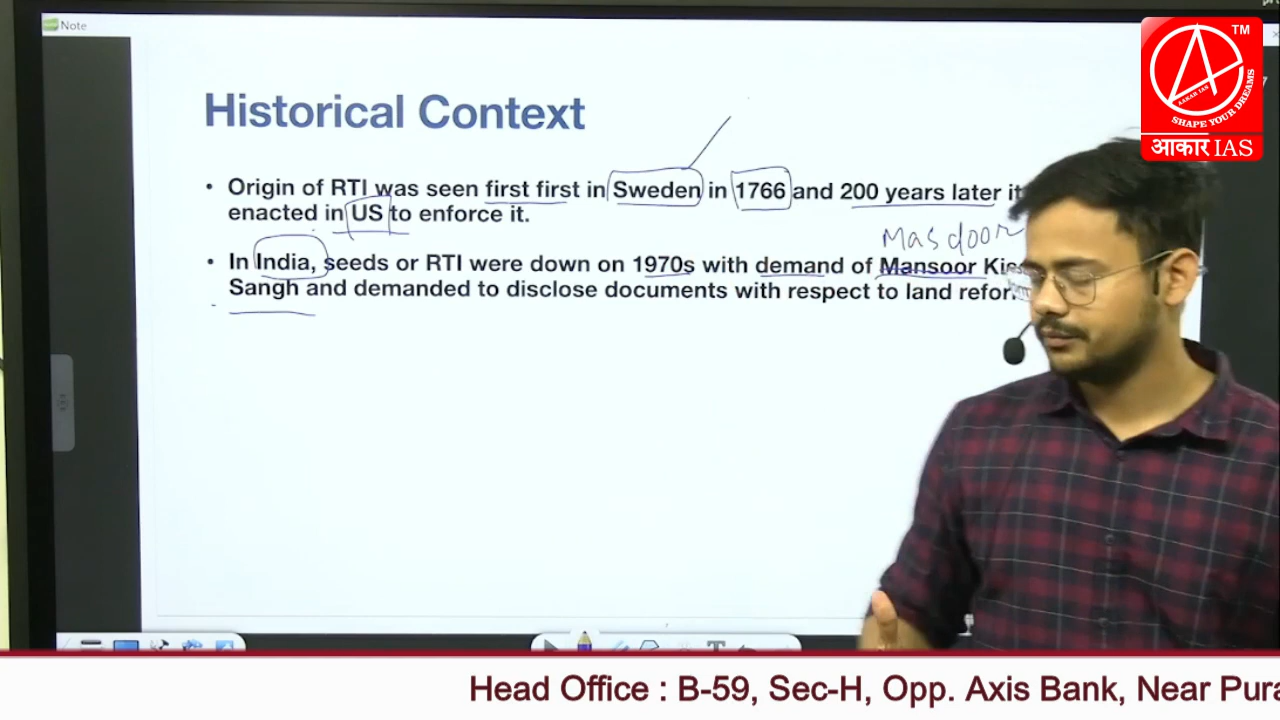 Note
TM
AAKAR IAS
SHAPE YOUR DREAMS
आकार IAS
Historical Context
• Origin of RTI was seen first first in Sweden in 1766 and 200 years later it
enacted in US to enforce it.
Masdoor
• In India, seeds or RTI were down on 1970s with demand of Mansoor
Sangh and demanded to disclose documents with respect to land
Head Office : B-59, Sec-H, Opp. Axis Bank, Near